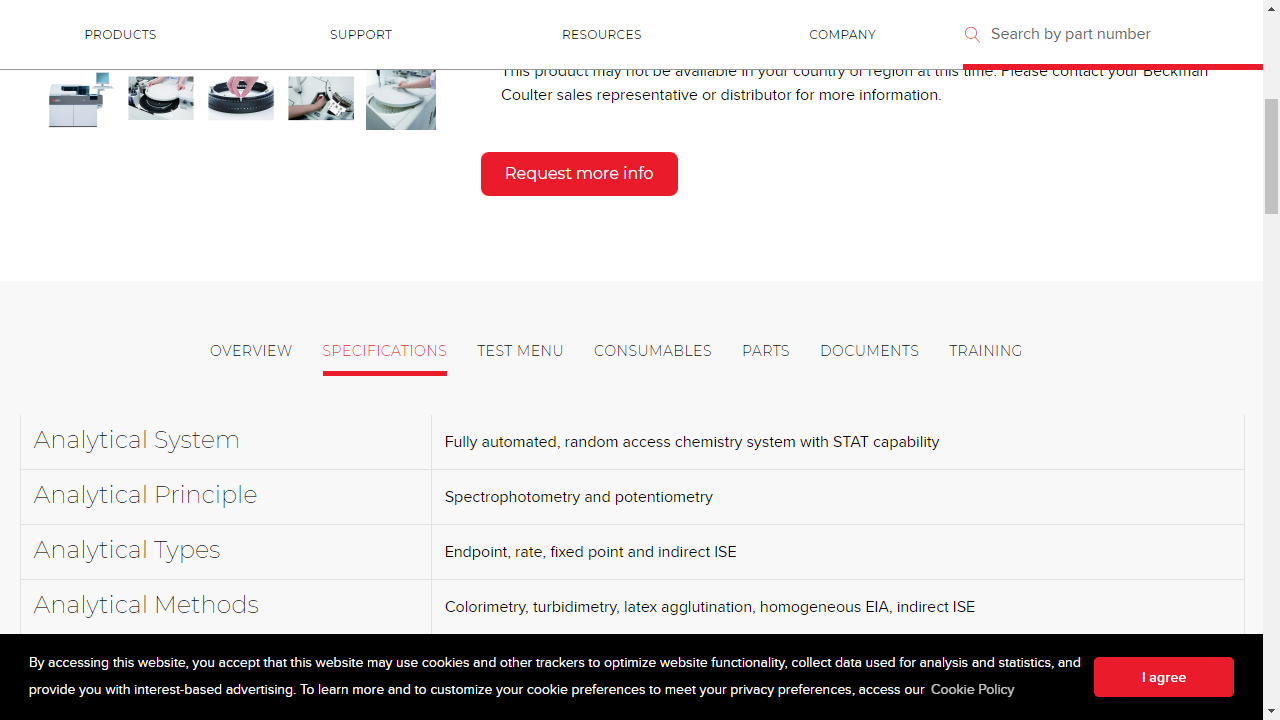 PRODUCTS
SUPPORT
RESOURCES
COMPANY
Search by part number
This product may not be available in your country or region at this time. Please contact your Beckman
Coulter sales representative or distributor for more information.
Request more info
OVERVIEW
SPECIFICATIONS
TEST MENU
CONSUMABLES
PARTS
DOCUMENTS
TRAINING
Analytical System
Fully automated, random access chemistry system with STAT capability
Analytical Principle
Spectrophotometry and potentiometry
Analytical Types
Endpoint, rate, fixed point and indirect ISE
Analytical Methods
Colorimetry, turbidimetry, latex agglutination, homogeneous EIA, indirect ISE
By accessing this website, you accept that this website may use cookies and other trackers to optimize website functionality, collect data used for analysis and statistics, and
provide you with interest-based advertising. To learn more and to customize your cookie preferences to meet your privacy preferences, access our Cookie Policy
I agree